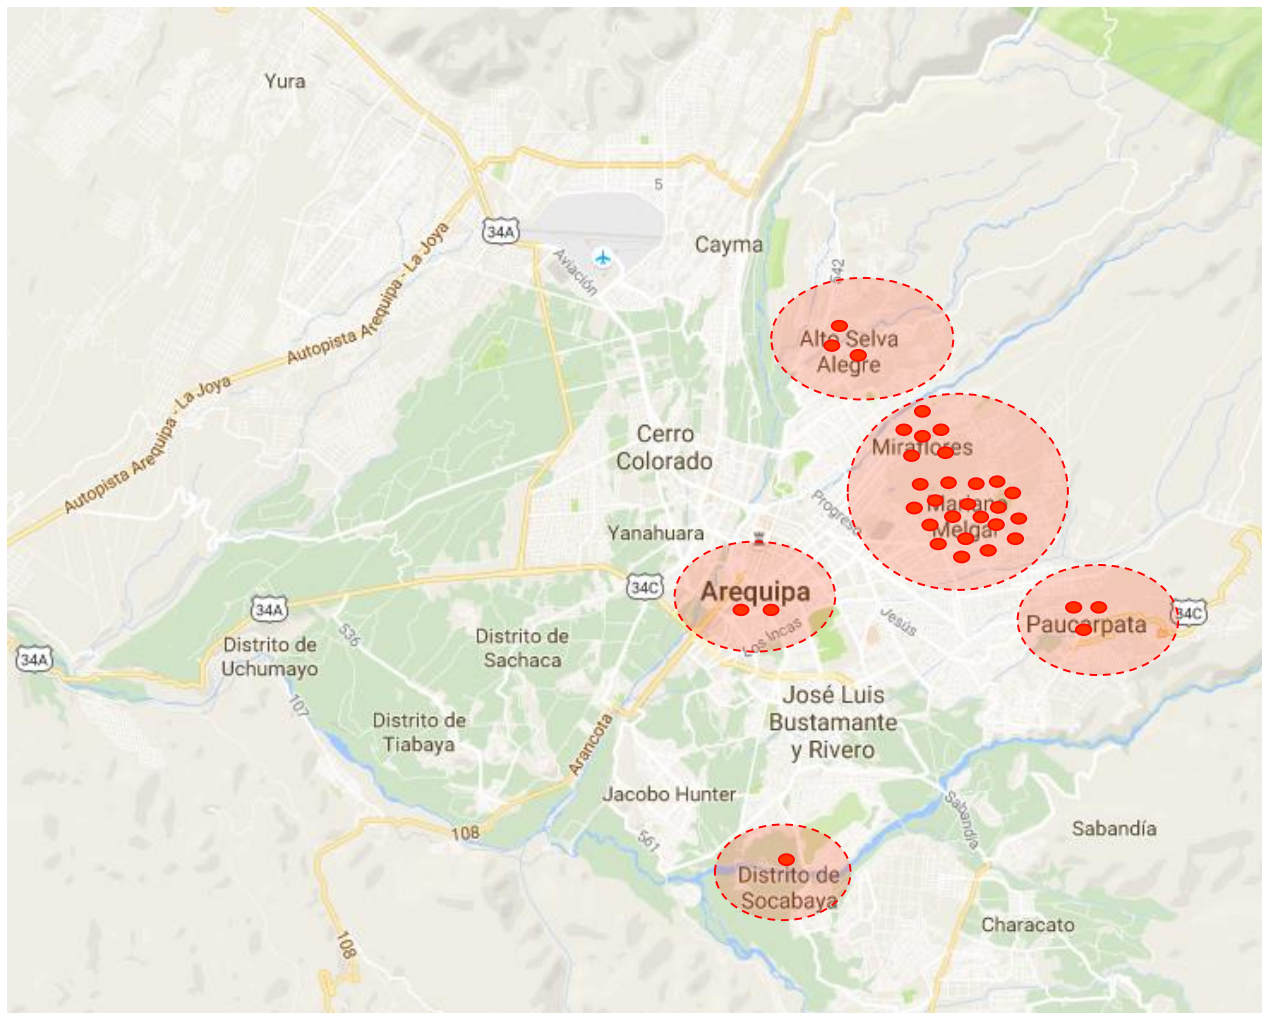 Yura
5
34A
Cayma
Aviación
542
Autopista Arequipa - La Joya
Alto Selva
Alegre
Autopista Arequipa - La Joya
Cerro
Colorado
Miraflores
Mariano
Melgar
Progreso
Yanahuara
34C
Arequipa
34A
536
Distrito de
Uchumayo
Distrito de
Sachaca
Los Incas
Jesús
Paucarpata
34C
34A
107
Distrito de
Tiabaya
Arancota
José Luis
Bustamante
y Rivero
Jacobo Hunter
108
561
Sabandía
Sabandía
Distrito de
Socabaya
Characato
108